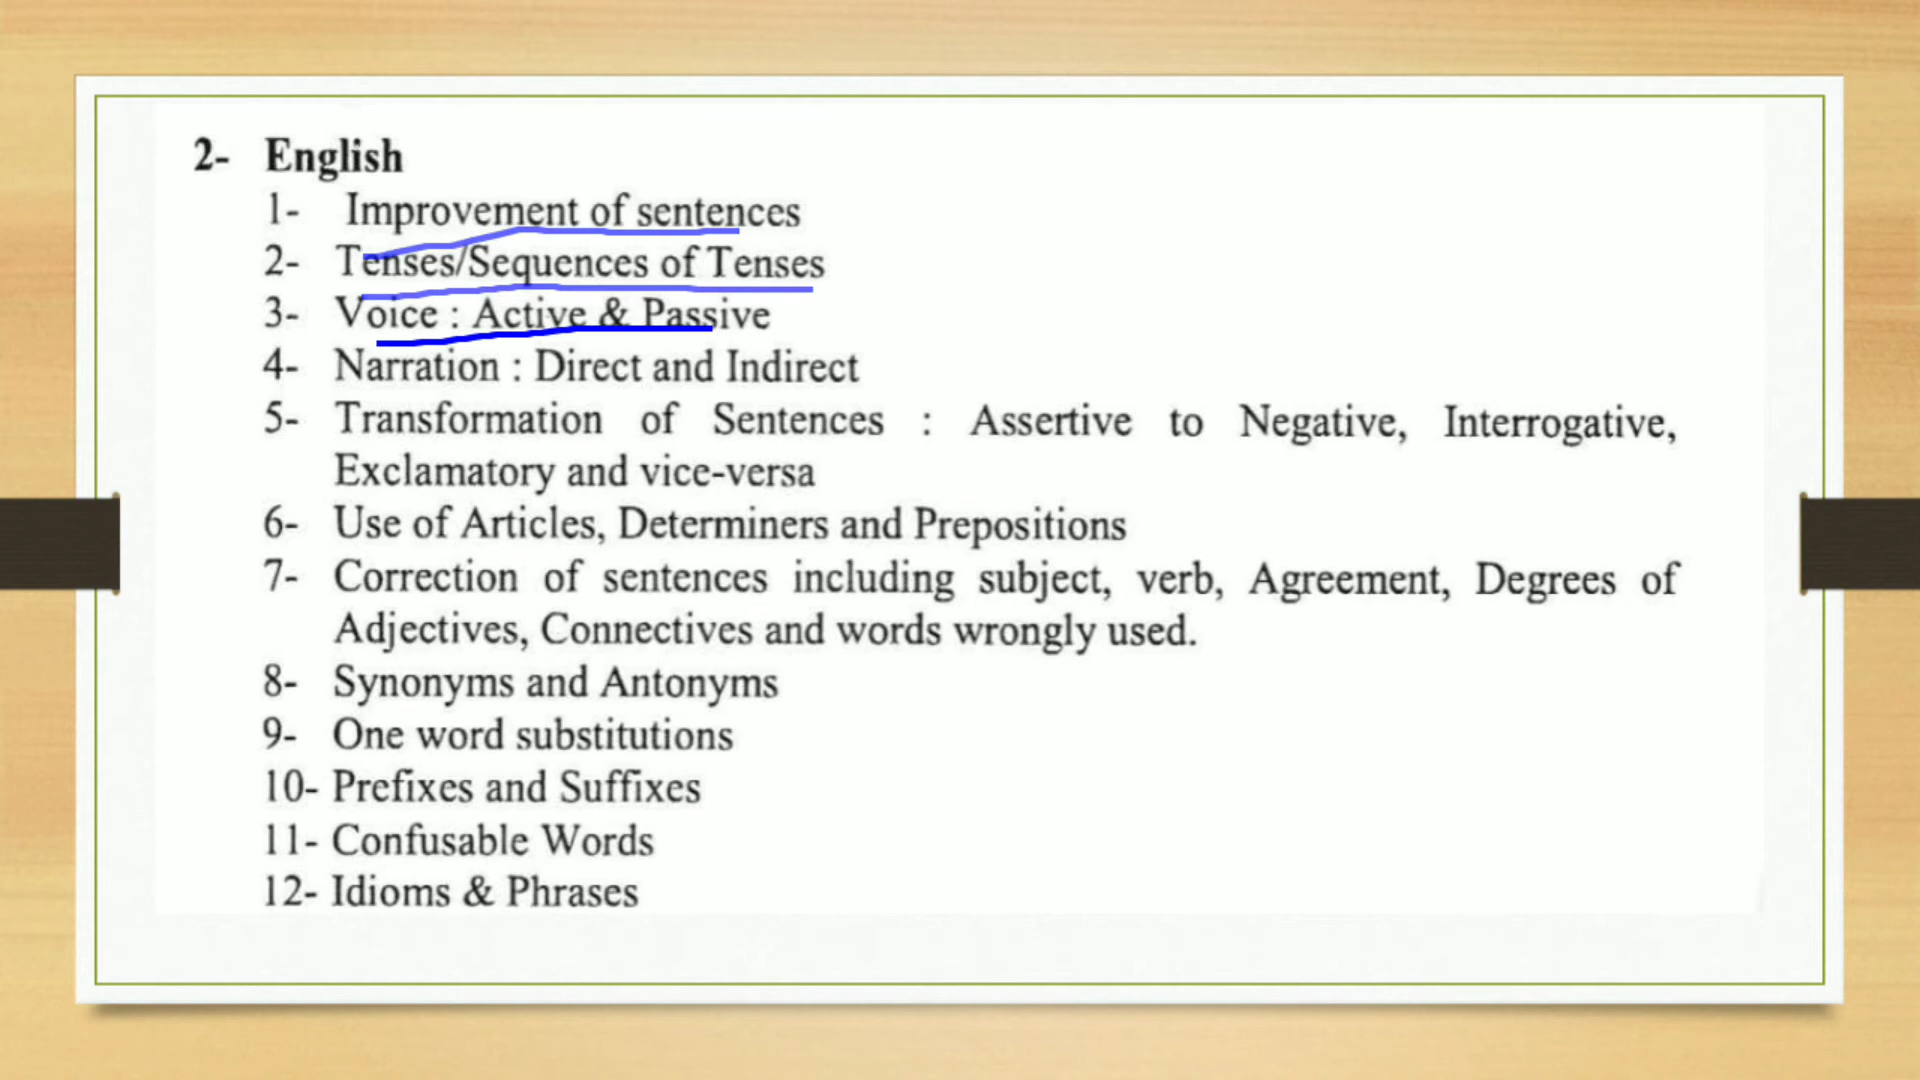 2- English
1- Improvement of sentences
2- Tenses/Sequences of Tenses
3- Voice : Active & Passive
4- Narration : Direct and Indirect
5- Transformation of Sentences : Assertive to Negative, Interrogative,
Exclamatory and vice-versa
6- Use of Articles, Determiners and Prepositions
7- Correction of sentences including subject, verb, Agreement, Degrees of
Adjectives, Connectives and words wrongly used.
8- Synonyms and Antonyms
9- One word substitutions
10- Prefixes and Suffixes
11- Confusable Words
12- Idioms & Phrases